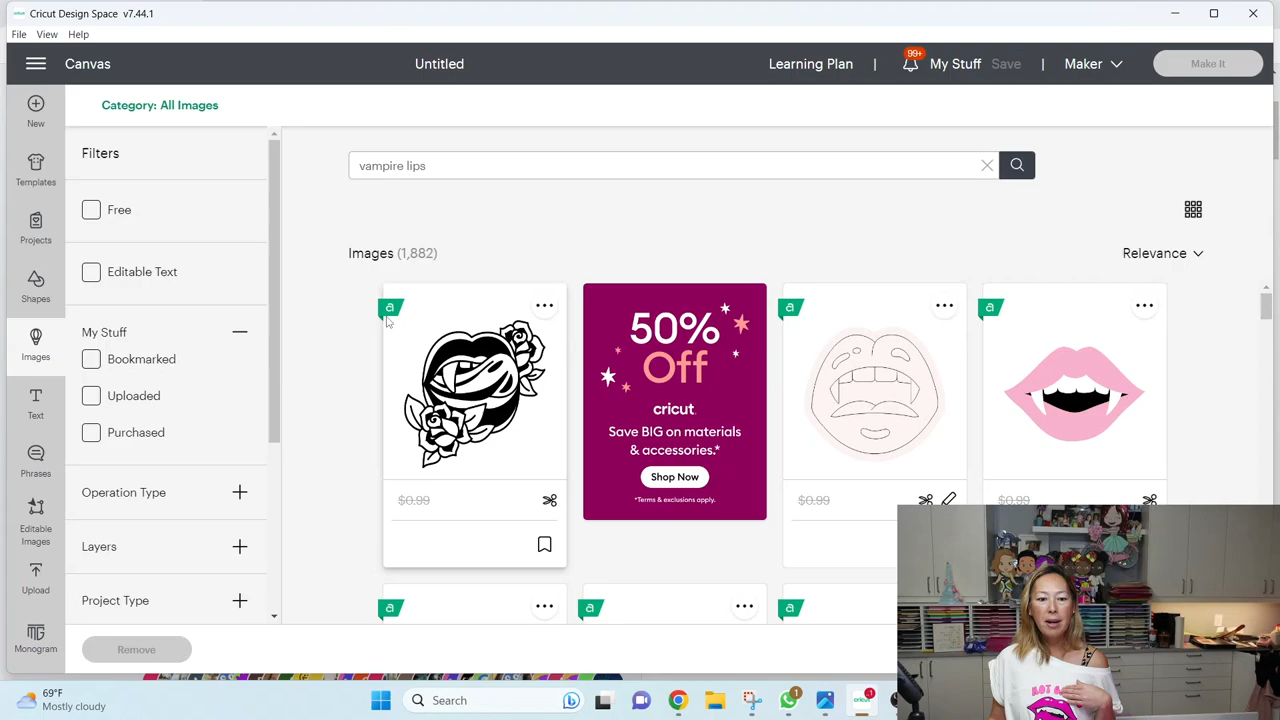 Cricut Design Space v7.44.1
File View Help
Canvas
Untitled
Learning Plan | 99+ My Stuff Save | Maker Make It
Category: All Images
New
Templates
Projects
Shapes
Images
Text
Phrases
Editable
Images
Upload
Monogram
Filters
Free
Editable Text
My Stuff
Bookmarked
Uploaded
Purchased
Operation Type
Layers
Project Type
Remove
vampire lips
Images (1,882)
Relevance
a
a
a
50%
Off
cricut
Save BIG on materials
& accessories.*
Shop Now
*Terms & exclusions apply.
$0.99
$0.99
$0.99
a
a
a
69°F
Mostly cloudy
Search
1
cricut
1